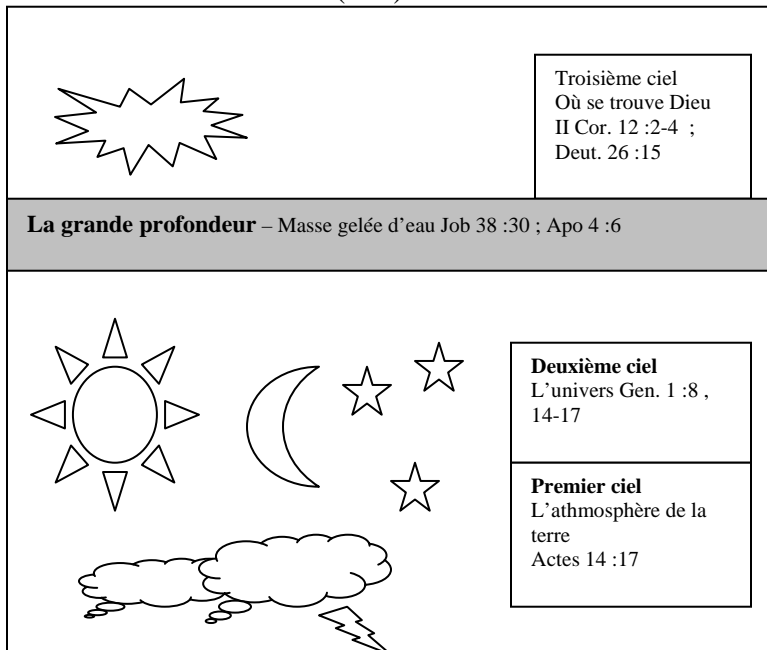 Troisième ciel
Où se trouve Dieu
II Cor. 12 :2-4 ;
Deut. 26 :15
La grande profondeur – Masse gelée d'eau Job 38 :30 ; Apo 4 :6
Deuxième ciel
L'univers Gen. 1 :8 ,
14-17
Premier ciel
L'athmosphère de la
terre
Actes 14 :17